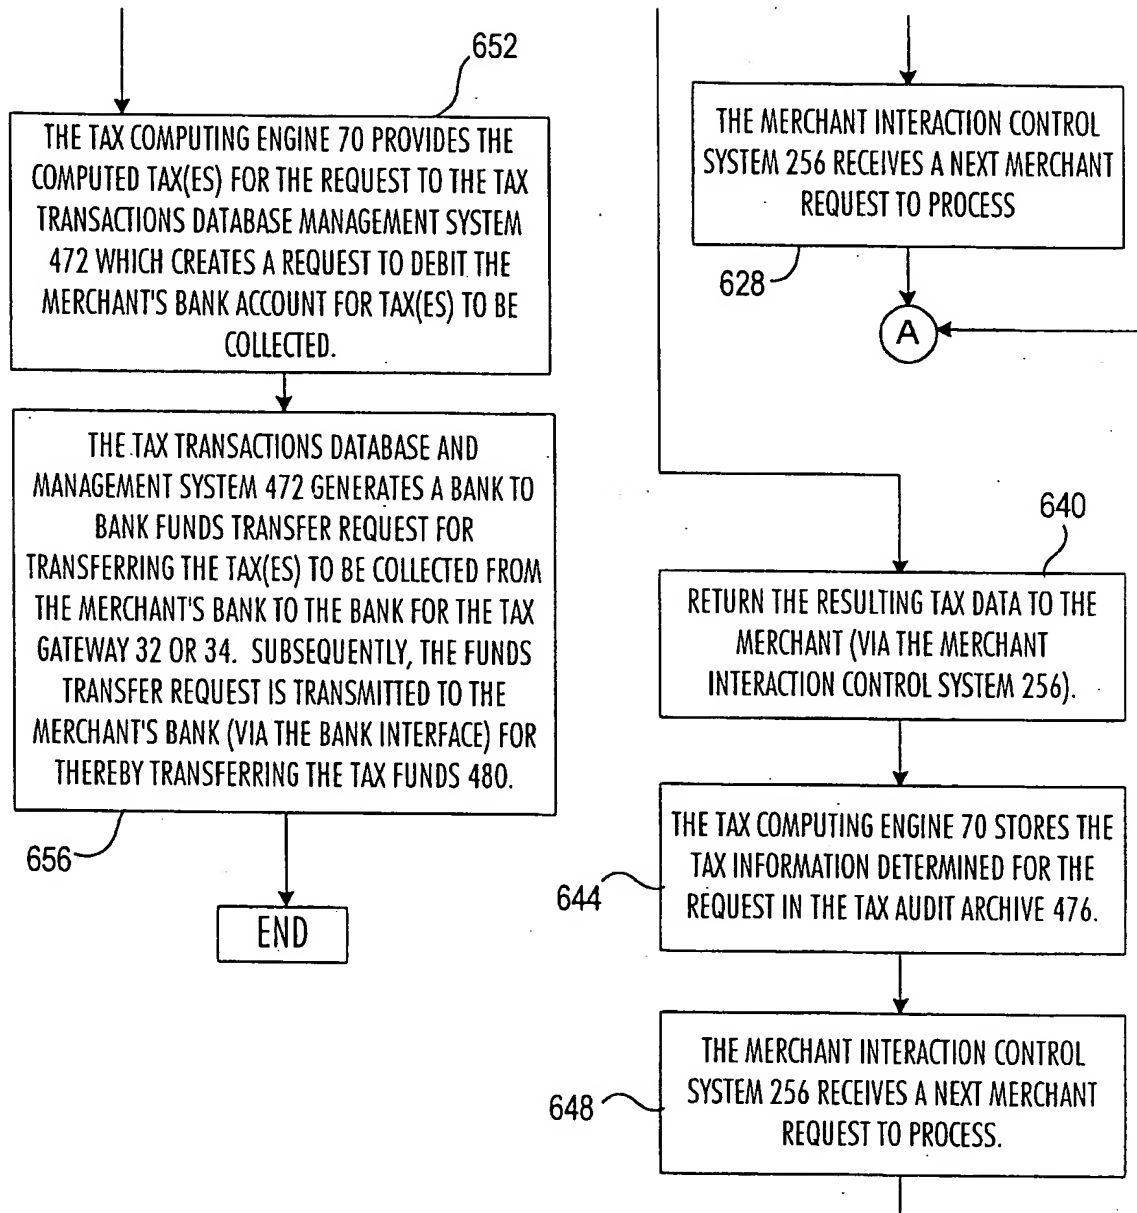 652
THE TAX COMPUTING ENGINE 70 PROVIDES THE
COMPUTED TAX(ES) FOR THE REQUEST TO THE TAX
TRANSACTIONS DATABASE MANAGEMENT SYSTEM
472 WHICH CREATES A REQUEST TO DEBIT THE
MERCHANT'S BANK ACCOUNT FOR TAX(ES) TO BE
COLLECTED.
THE TAX TRANSACTIONS DATABASE AND
MANAGEMENT SYSTEM 472 GENERATES A BANK TO
BANK FUNDS TRANSFER REQUEST FOR
TRANSFERRING THE TAX(ES) TO BE COLLECTED FROM
THE MERCHANT'S BANK TO THE BANK FOR THE TAX
GATEWAY 32 OR 34. SUBSEQUENTLY, THE FUNDS
TRANSFER REQUEST IS TRANSMITTED TO THE
MERCHANT'S BANK (VIA THE BANK INTERFACE) FOR
THEREBY TRANSFERRING THE TAX FUNDS 480.
656
END
THE MERCHANT INTERACTION CONTROL
SYSTEM 256 RECEIVES A NEXT MERCHANT
REQUEST TO PROCESS
628
A
640
RETURN THE RESULTING TAX DATA TO THE
MERCHANT (VIA THE MERCHANT
INTERACTION CONTROL SYSTEM 256).
THE TAX COMPUTING ENGINE 70 STORES THE
TAX INFORMATION DETERMINED FOR THE
REQUEST IN THE TAX AUDIT ARCHIVE 476.
644
THE MERCHANT INTERACTION CONTROL
SYSTEM 256 RECEIVES A NEXT MERCHANT
REQUEST TO PROCESS.
648